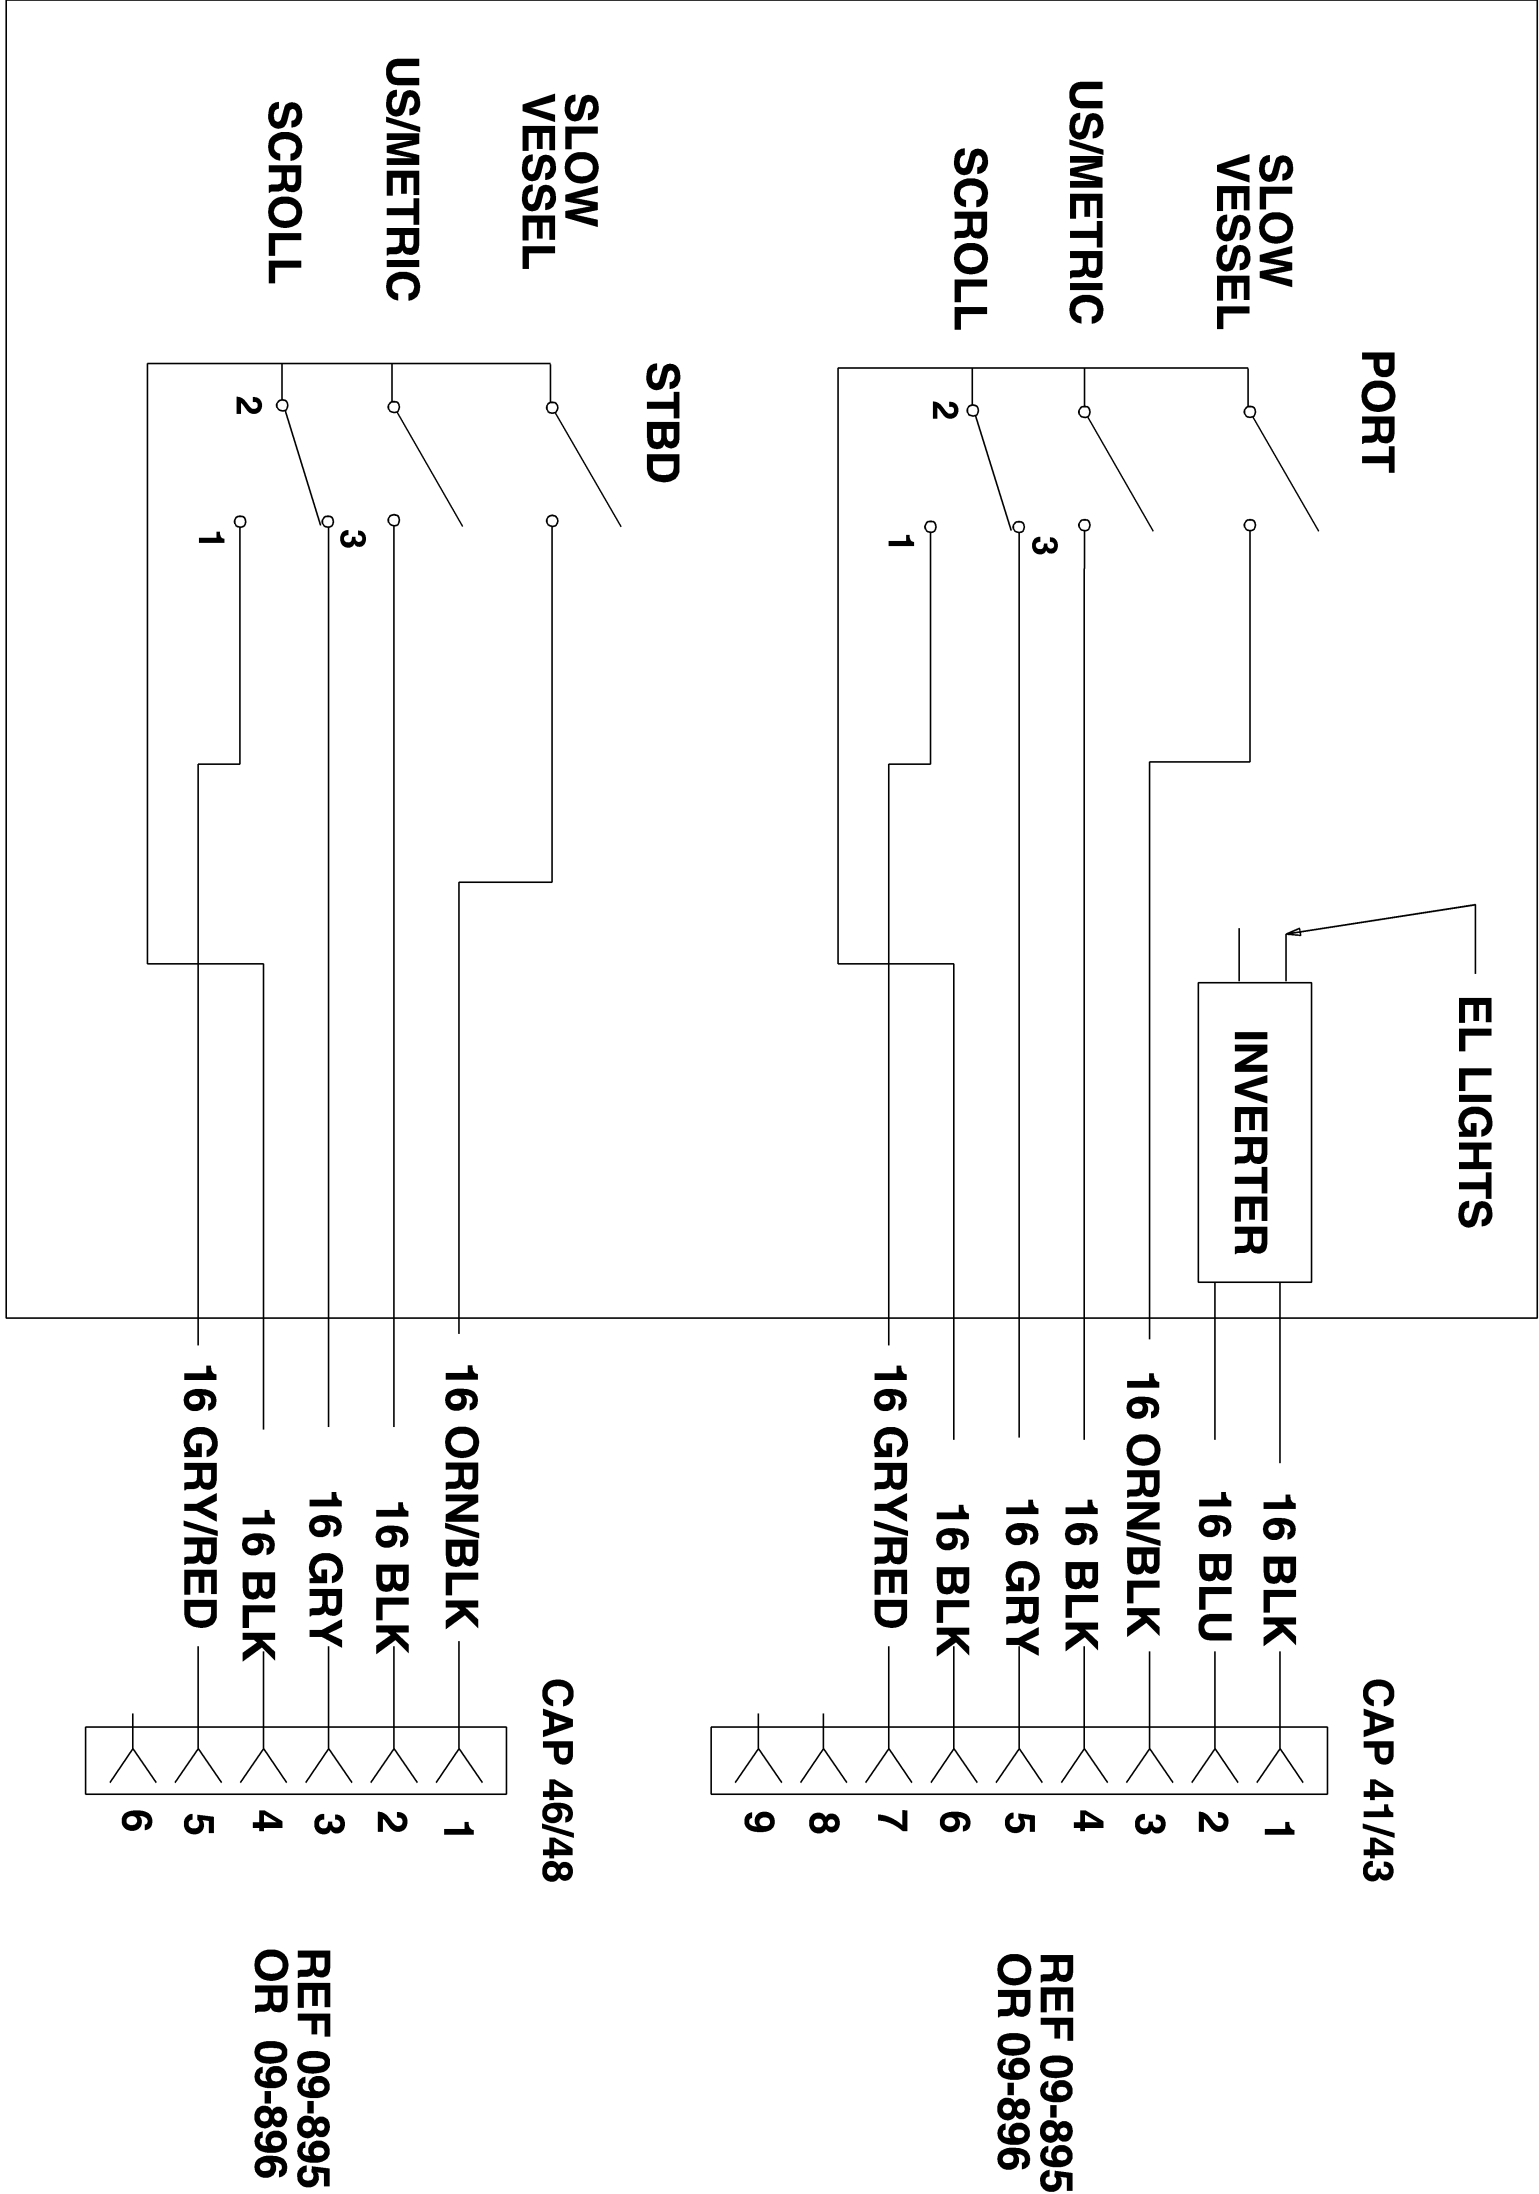 EL LIGHTS
PORT
CAP 41/43
SLOW
VESSEL
INVERTER
16 BLK
1
16 BLU
2
16 ORN/BLK
3
US/METRIC
16 BLK
4
3
16 GRY
5
REF 09-895
OR 09-896
SCROLL
2
16 BLK
6
1
16 GRY/RED
7
8
9
STBD
CAP 46/48
SLOW
VESSEL
16 ORN/BLK
1
US/METRIC
16 BLK
2
3
16 GRY
3
REF 09-895
OR 09-896
SCROLL
2
16 BLK
4
1
16 GRY/RED
5
6